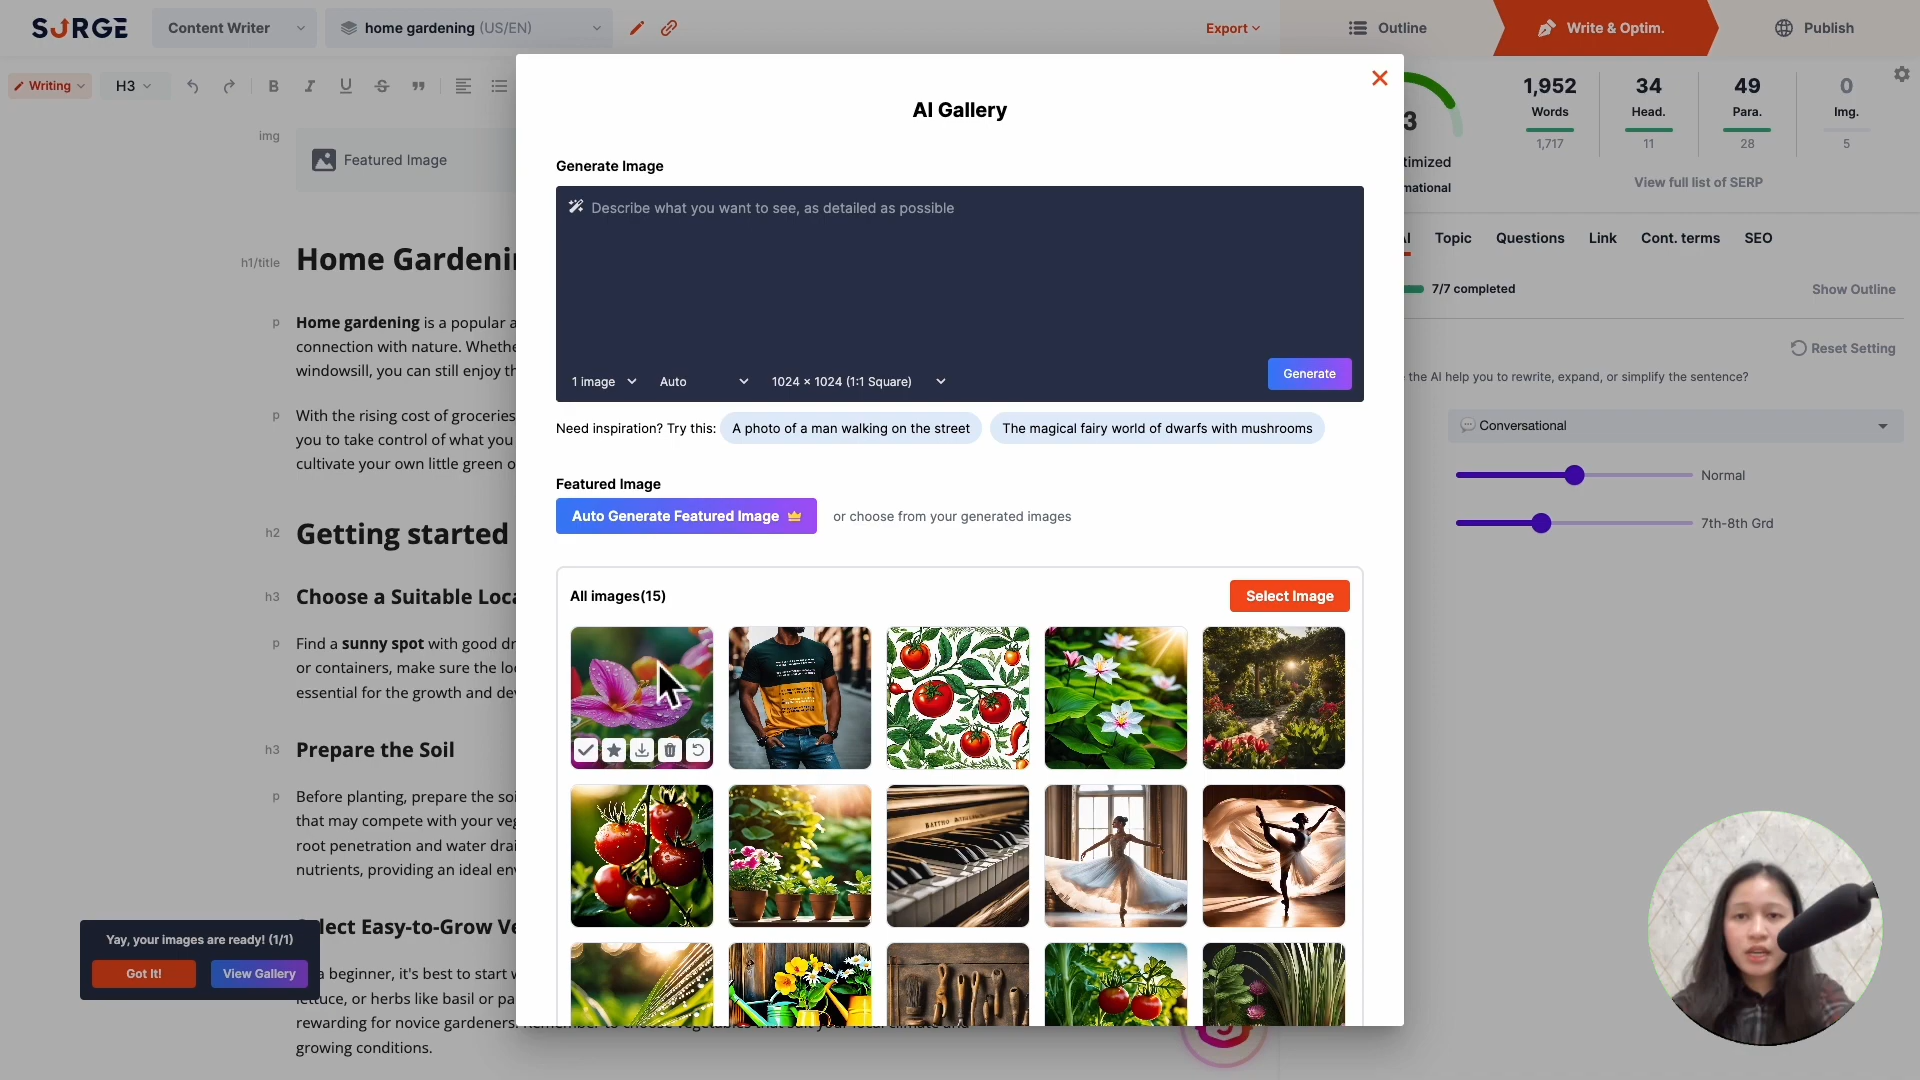 SURGE
Content Writer
home gardening (US/EN)
Export
Outline
Write & Optim.
Publish
Writing
H3
B I U S
AI Gallery
Generate Image
Describe what you want to see, as detailed as possible
1 image
Auto
1024 × 1024 (1:1 Square)
Generate
Need inspiration? Try this:
A photo of a man walking on the street
The magical fairy world of dwarfs with mushrooms
Featured Image
Auto Generate Featured Image
or choose from your generated images
All images(15)
Select Image
img
Featured Image
h1/title
Home Gardenin
p
Home gardening is a popular a
connection with nature. Whethe
windowsill, you can still enjoy th
p
With the rising cost of groceries
you to take control of what you
cultivate your own little green o
h2
Getting started
h3
Choose a Suitable Loca
p
Find a sunny spot with good dr
or containers, make sure the loc
essential for the growth and dev
h3
Prepare the Soil
p
Before planting, prepare the soi
that may compete with your veg
root penetration and water drai
nutrients, providing an ideal env
lect Easy-to-Grow Ve
a beginner, it's best to start w
lettuce, or herbs like basil or pa
rewarding for novice gardeners.
growing conditions.
Yay, your images are ready! (1/1)
Got It!
View Gallery
3
timized
mational
1,952
Words
1,717
34
Head.
11
49
Para.
28
0
Img.
5
View full list of SERP
AI
Topic
Questions
Link
Cont. terms
SEO
7/7 completed
Show Outline
Reset Setting
the AI help you to rewrite, expand, or simplify the sentence?
Conversational
Normal
7th-8th Grd